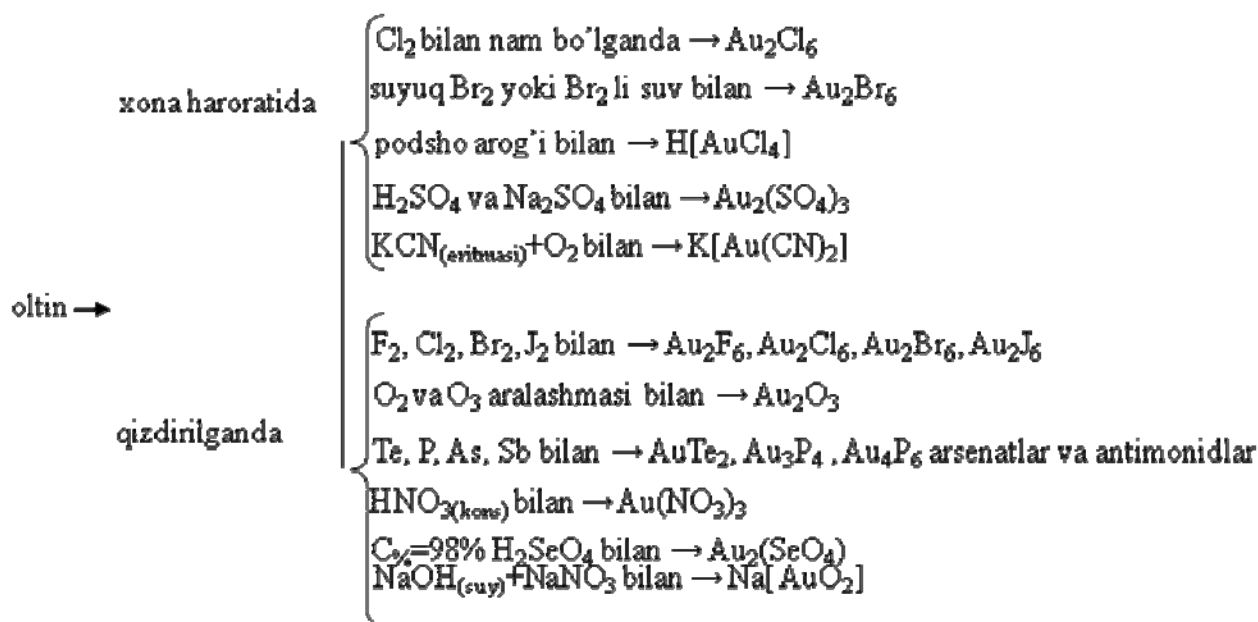 Cl₂ bilan nam bo'lganda → Au₂Cl₆
xona haroratida
suyuq Br₂ yoki Br₂ li suv bilan → Au₂Br₆
podsho arog'i bilan → H[AuCl₄]
H₂SO₄ va Na₂SO₄ bilan → Au₂(SO₄)₃
KCN(eritmasi)+O₂ bilan → K[Au(CN)₂]
oltin →
F₂, Cl₂, Br₂, J₂ bilan → Au₂F₆, Au₂Cl₆, Au₂Br₆, Au₂J₆
O₂ va O₃ aralashmasi bilan → Au₂O₃
qizdirilganda
Te, P, As, Sb bilan → AuTe₂, Au₃P₄ , Au₄P₆ arsenatlar va antimonidlar
HNO₃(kons) bilan → Au(NO₃)₃
C%=98% H₂SeO₄ bilan → Au₂(SeO₄)
NaOH(suy)+NaNO₃ bilan → Na[AuO₂]